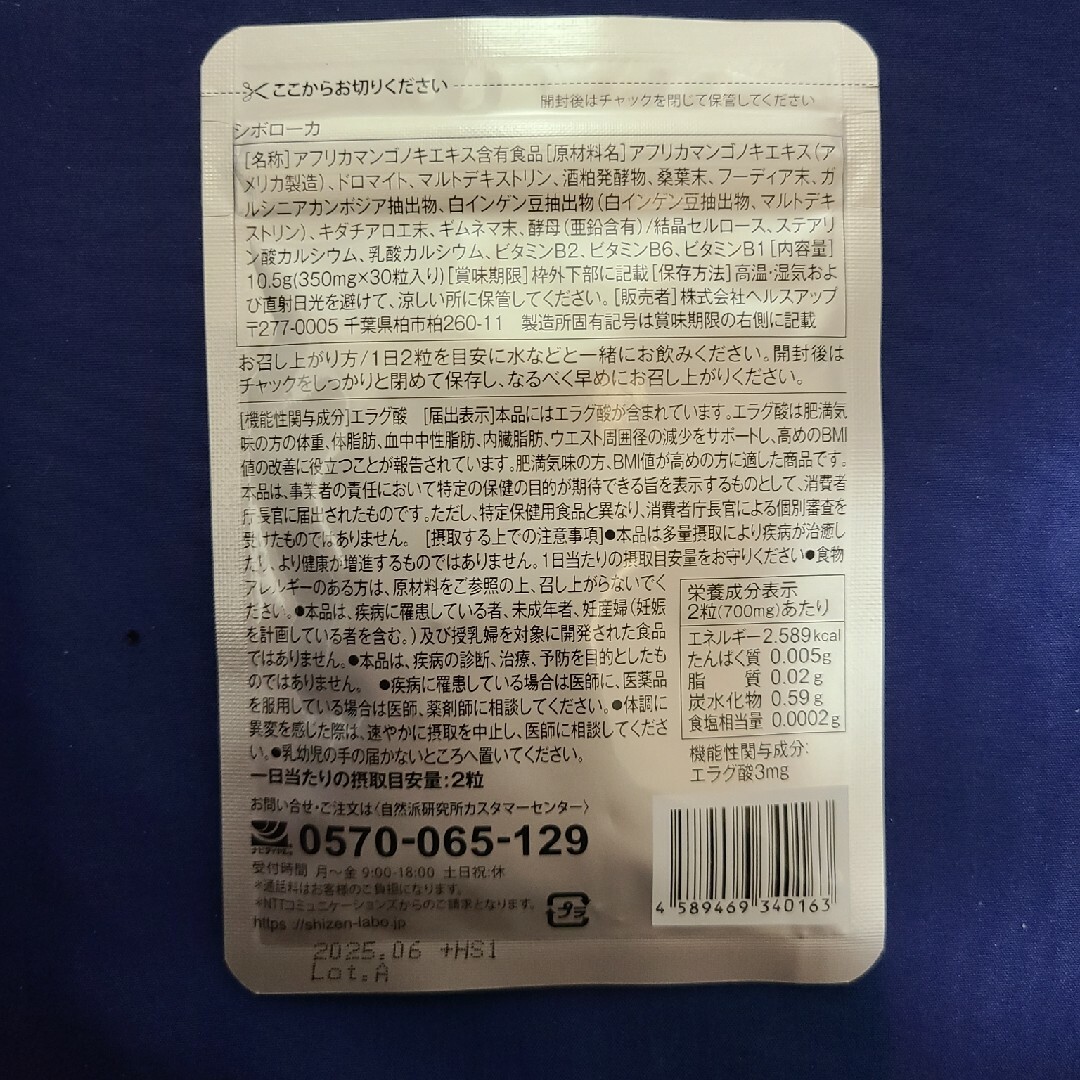 ここからお切りください
開封後はチャックを閉じて保管してください
シボローカ
[名称]アフリカマンゴノキエキス含有食品[原材料名]アフリカマンゴノキエキス(ア
メリカ製造)、ドロマイト、マルトデキストリン、酒粕発酵物、桑葉末、フーディア末、ガ
ルシニアカンボジア抽出物、白インゲン豆抽出物(白インゲン豆抽出物、マルトデキ
ストリン)、キダチアロエ末、ギムネマ末、酵母(亜鉛含有)/結晶セルロース、ステアリ
ン酸カルシウム、乳酸カルシウム、ビタミンB2、ビタミンB6、ビタミンB1[内容量]
10.5g(350mg×30粒入り)[賞味期限]枠外下部に記載[保存方法]高温・湿気およ
び直射日光を避けて、涼しい所に保管してください。[販売者]株式会社ヘルスアップ
〒277-0005 千葉県柏市柏260-11 製造所固有記号は賞味期限の右側に記載
お召し上がり方/1日2粒を目安に水などと一緒にお飲みください。開封後は
チャックをしっかりと閉めて保存し、なるべく早めにお召し上がりください。
[機能性関与成分]エラグ酸 [届出表示]本品にはエラグ酸が含まれています。エラグ酸は肥満気
味の方の体重、体脂肪、血中中性脂肪、内臓脂肪、ウエスト周囲径の減少をサポートし、高めのBMI
値の改善に役立つことが報告されています。肥満気味の方、BMI値が高めの方に適した商品です。
本品は、事業者の責任において特定の保健の目的が期待できる旨を表示するものとして、消費者
庁長官に届出されたものです。ただし、特定保健用食品と異なり、消費者庁長官による個別審査を
受けたものではありません。 [摂取する上での注意事項]●本品は多量摂取により疾病が治癒し
たり、より健康が増進するものではありません。1日当たりの摂取目安量をお守りください●食物
アレルギーのある方は、原材料をご参照の上、召し上がらないでく
ださい。●本品は、疾病に罹患している者、未成年者、妊産婦(妊娠
を計画している者を含む。)及び授乳婦を対象に開発された食品
ではありません。●本品は、疾病の診断、治療、予防を目的としたも
のではありません。 ●疾病に罹患している場合は医師に、医薬品
を服用している場合は医師、薬剤師に相談してください。●体調に
異変を感じた際は、速やかに摂取を中止し、医師に相談してくださ
い。●乳幼児の手の届かないところへ置いてください。
一日当たりの摂取目安量:2粒
栄養成分表示
2粒(700mg)あたり
エネルギー 2.589kcal
たんぱく質 0.005g
脂 質 0.02g
炭水化物 0.59g
食塩相当量 0.0002g
機能性関与成分:
エラグ酸3mg
お問い合せ・ご注文は〈自然派研究所カスタマーセンター〉
ナビダイヤル 0570-065-129
受付時間 月～金 9:00-18:00 土日祝:休
*通話料はお客様のご負担になります。
*NTTコミュニケーションズからのご請求となります。
https://shizen-labo.jp
プラ
4 589469 340163
2025.06 +HS1
Lot.A